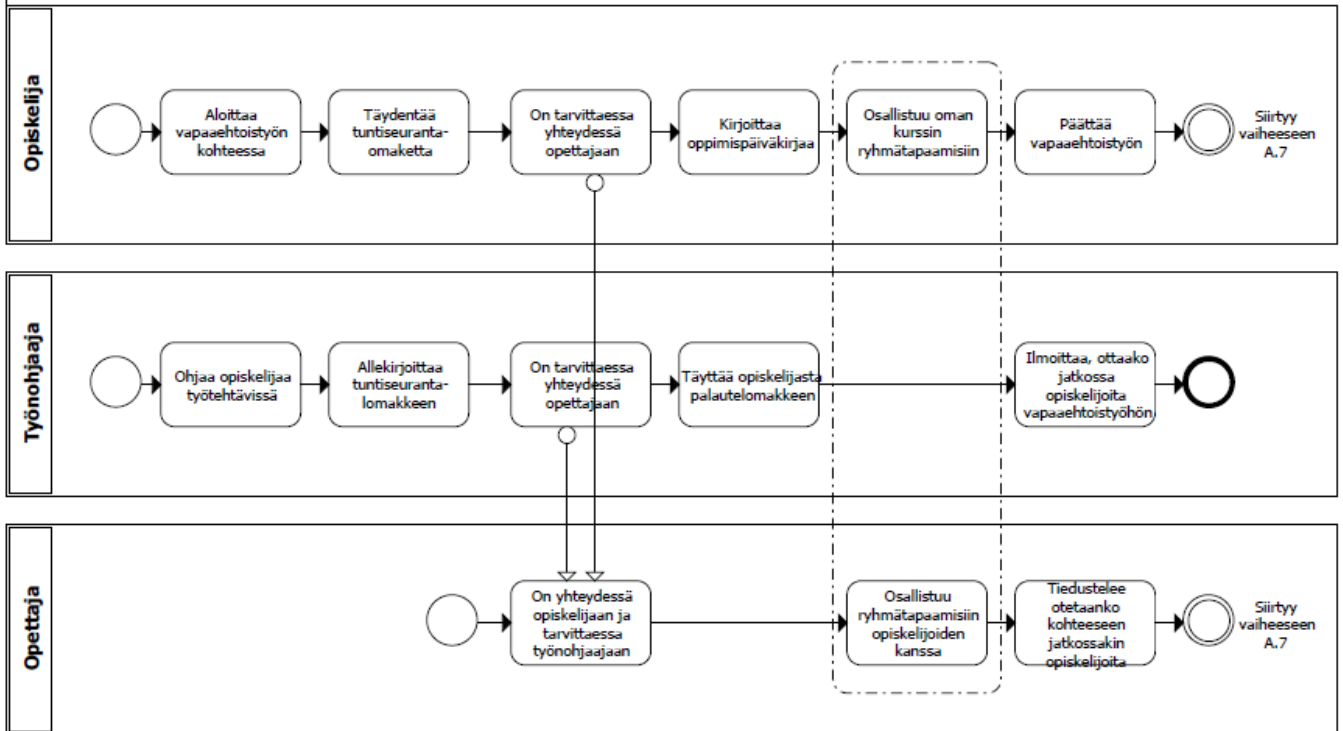 Opiskelija
Aloittaa
vapaaehtoistyön
kohteessa
Täydentää
tuntiseuranta-
omaketta
On tarvittaessa
yhteydessä
opettajaan
Kirjoittaa
oppimispäiväkirjaa
Osallistuu oman
kurssin
ryhmätapaamisiin
Päättää
vapaaehtoistyön
Siirtyy
vaiheeseen
A.7
Työnohjaaja
Ohjaa opiskelijaa
työtehtävissä
Allekirjoittaa
tuntiseuranta-
lomakkeen
On tarvittaessa
yhteydessä
opettajaan
Täyttää opiskelijasta
palautelomakkeen
Ilmoittaa, ottaako
jatkossa
opiskelijoita
vapaaehtoistyöhön
Opettaja
On yhteydessä
opiskelijaan ja
tarvittaessa
työnohjaajaan
Osallistuu
ryhmätapaamisiin
opiskelijoiden
kanssa
Tiedustelee
otetaanko
kohteeseen
jatkossakin
opiskelijoita
Siirtyy
vaiheeseen
A.7